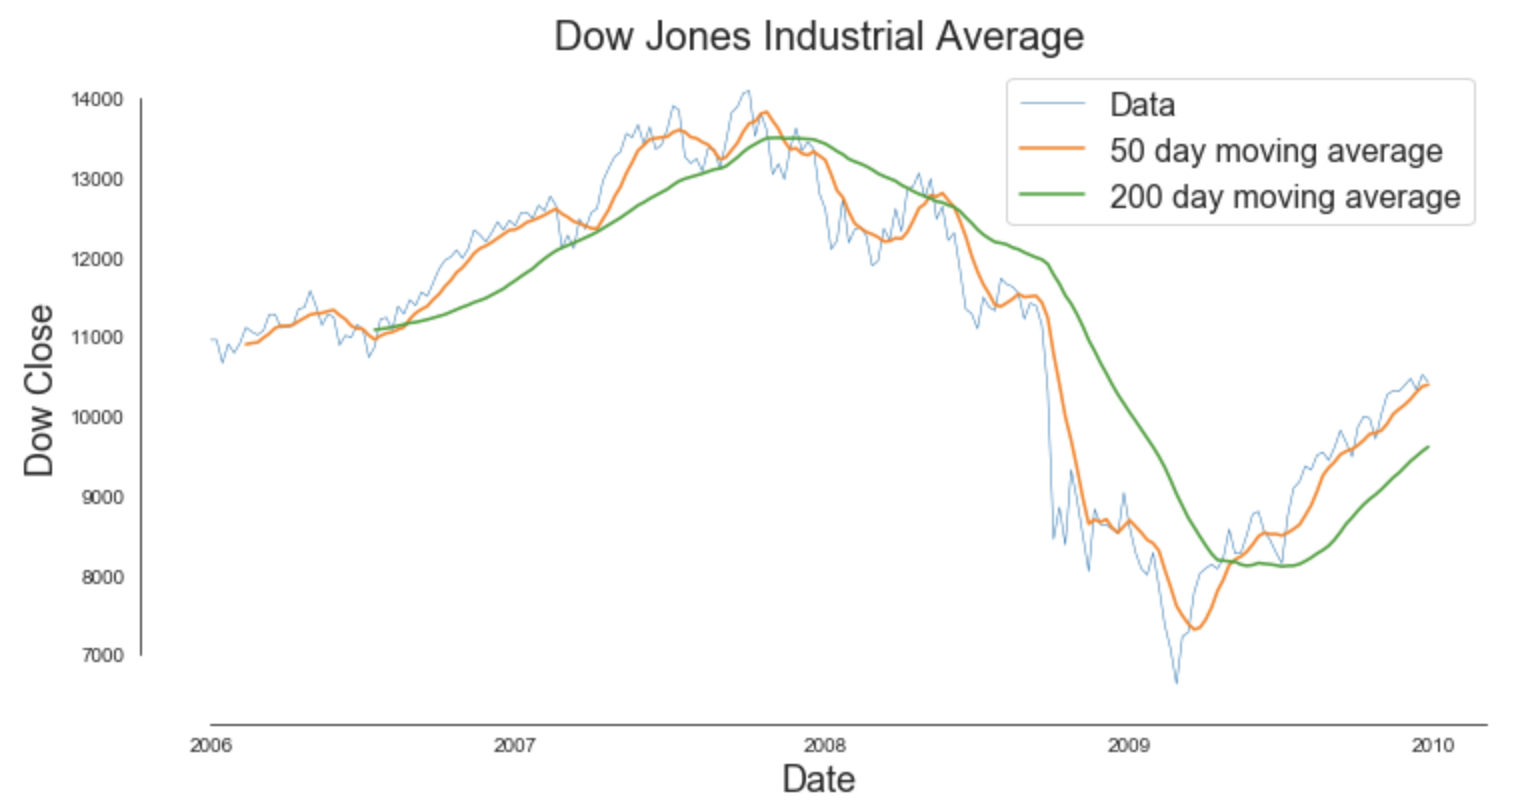 Dow Jones Industrial Average
Data
50 day moving average
200 day moving average
14000
13000
12000
11000
10000
9000
8000
7000
Dow Close
2006 2007 2008 2009 2010
Date